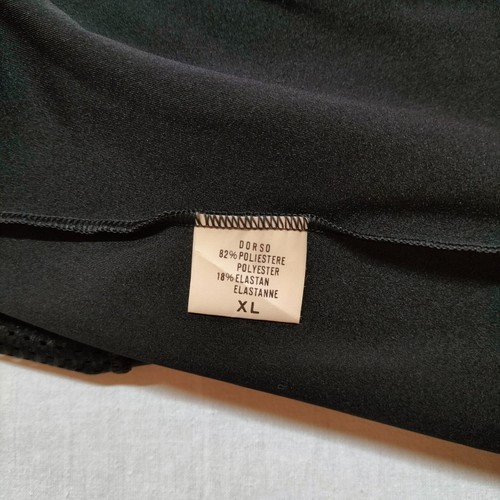 DORSO
82% POLIESTERE
POLYESTER
18% ELASTAN
ELASTANNE
XL